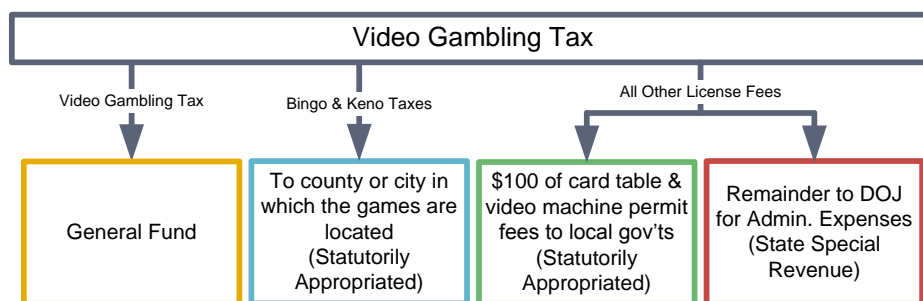 Video Gambling Tax
Video Gambling Tax
Bingo & Keno Taxes
All Other License Fees
General Fund
To county or city in
which the games are
located
(Statutorily
Appropriated)
$100 of card table &
video machine permit
fees to local gov’ts
(Statutorily
Appropriated)
Remainder to DOJ
for Admin. Expenses
(State Special
Revenue)